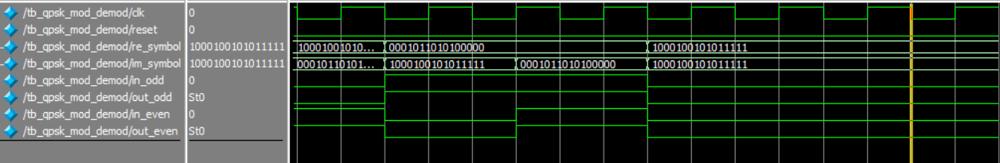 /tb_qpsk_mod_demod/clk 0
/tb_qpsk_mod_demod/reset 0
/tb_qpsk_mod_demod/re_symbol 1000100101011111 10001001010... 0001011010100000 1000100101011111
/tb_qpsk_mod_demod/im_symbol 1000100101011111 00010110101... 1000100101011111 0001011010100000 1000100101011111
/tb_qpsk_mod_demod/in_odd 0
/tb_qpsk_mod_demod/out_odd St0
/tb_qpsk_mod_demod/in_even 0
/tb_qpsk_mod_demod/out_even St0